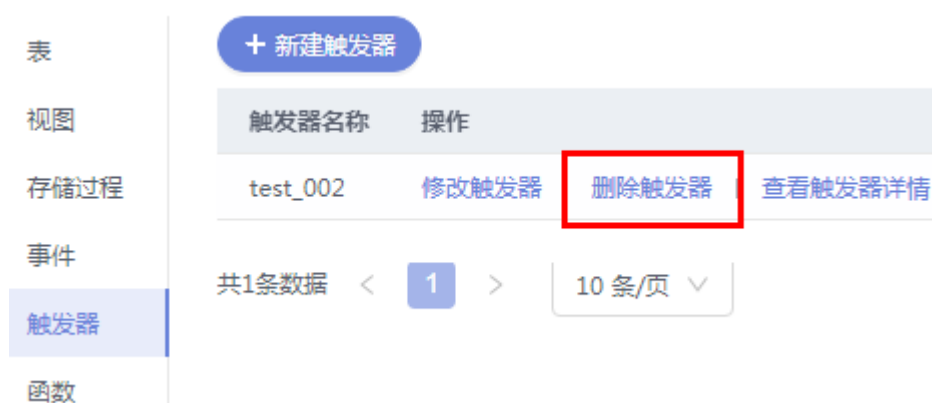 表
视图
存储过程
事件
触发器
函数
+ 新建触发器
触发器名称 操作
test_002 修改触发器 删除触发器 | 查看触发器详情
共1条数据 < 1 > 10 条/页